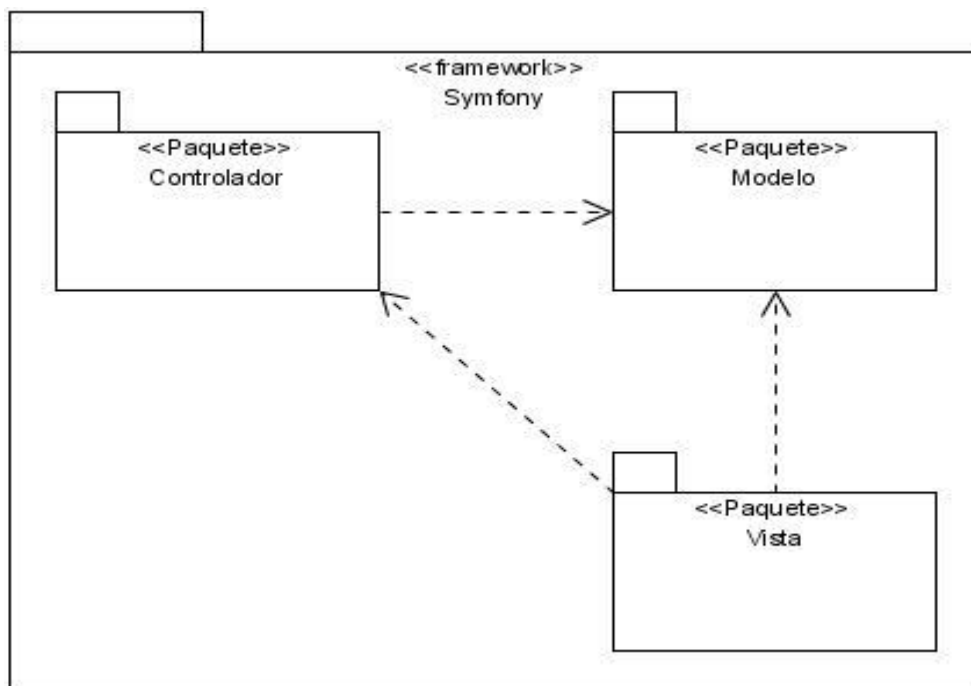 <<framework>>
Symfony
<<Paquete>>
Controlador
<<Paquete>>
Modelo
<<Paquete>>
Vista